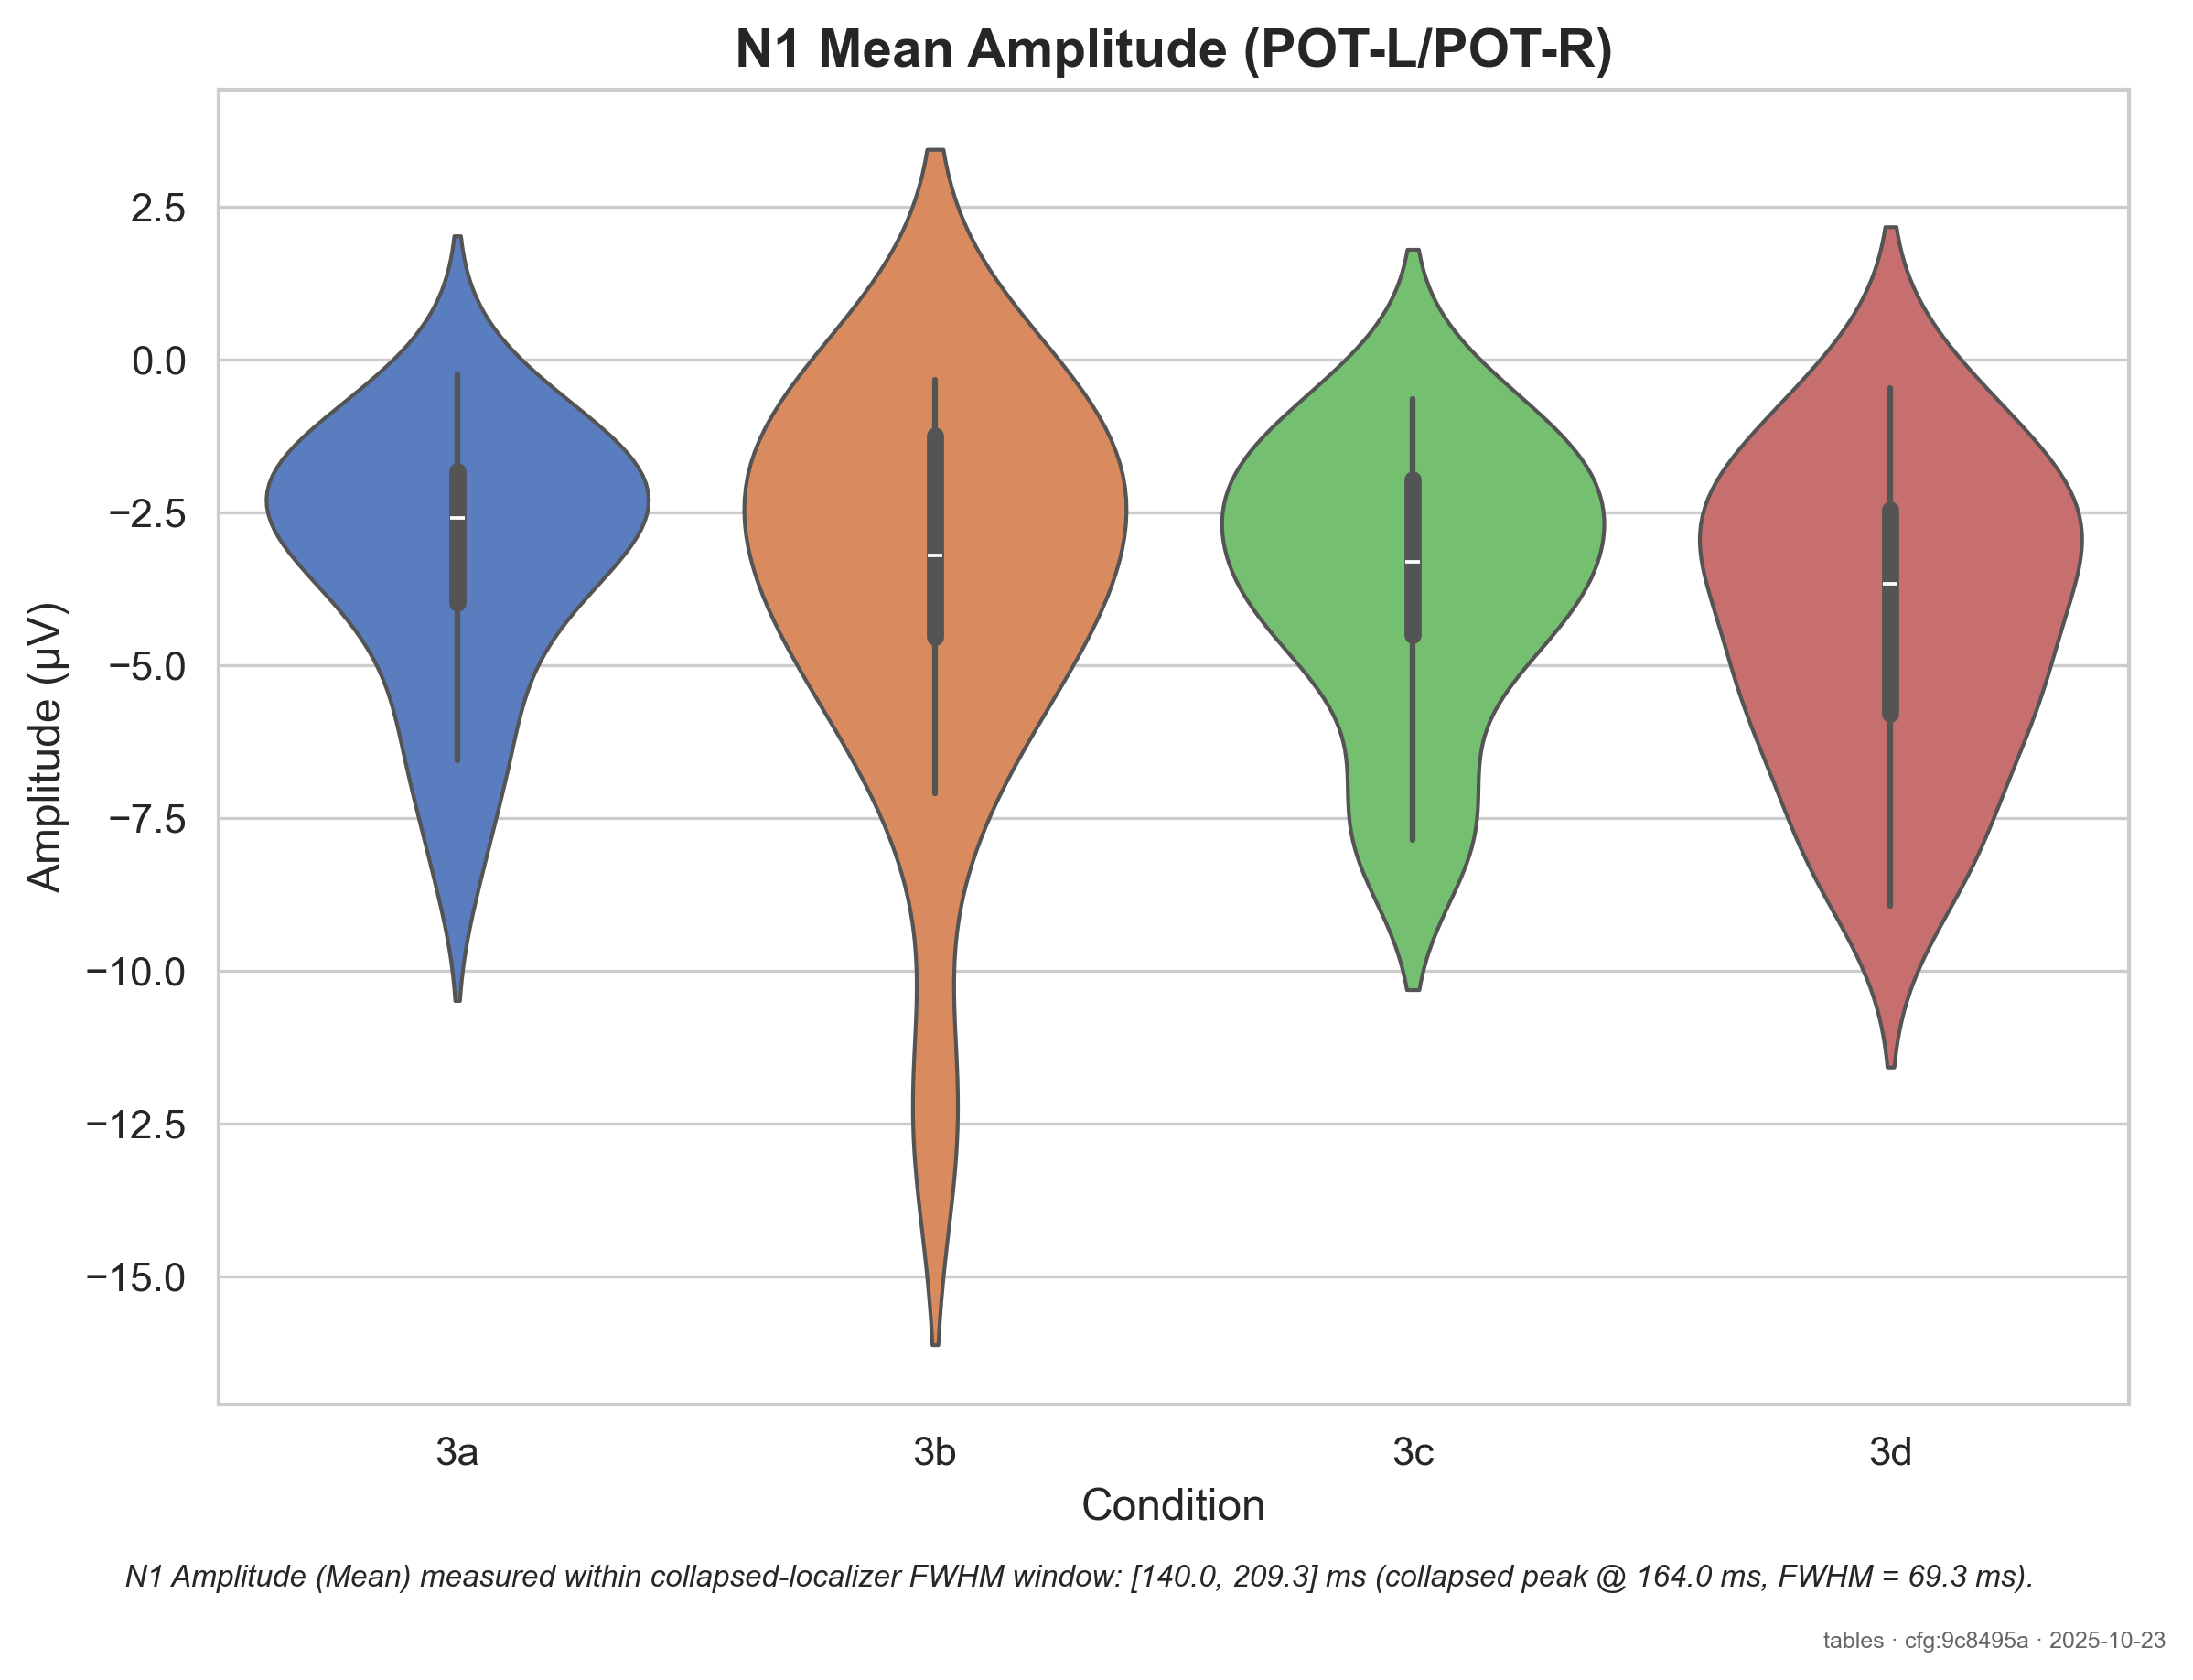 N1 Mean Amplitude (POT-L/POT-R)
Amplitude (µV)
2.5
0.0
−2.5
−5.0
−7.5
−10.0
−12.5
−15.0
3a 3b 3c 3d
Condition
N1 Amplitude (Mean) measured within collapsed-localizer FWHM window: [140.0, 209.3] ms (collapsed peak @ 164.0 ms, FWHM = 69.3 ms).
tables · cfg:9c8495a · 2025-10-23